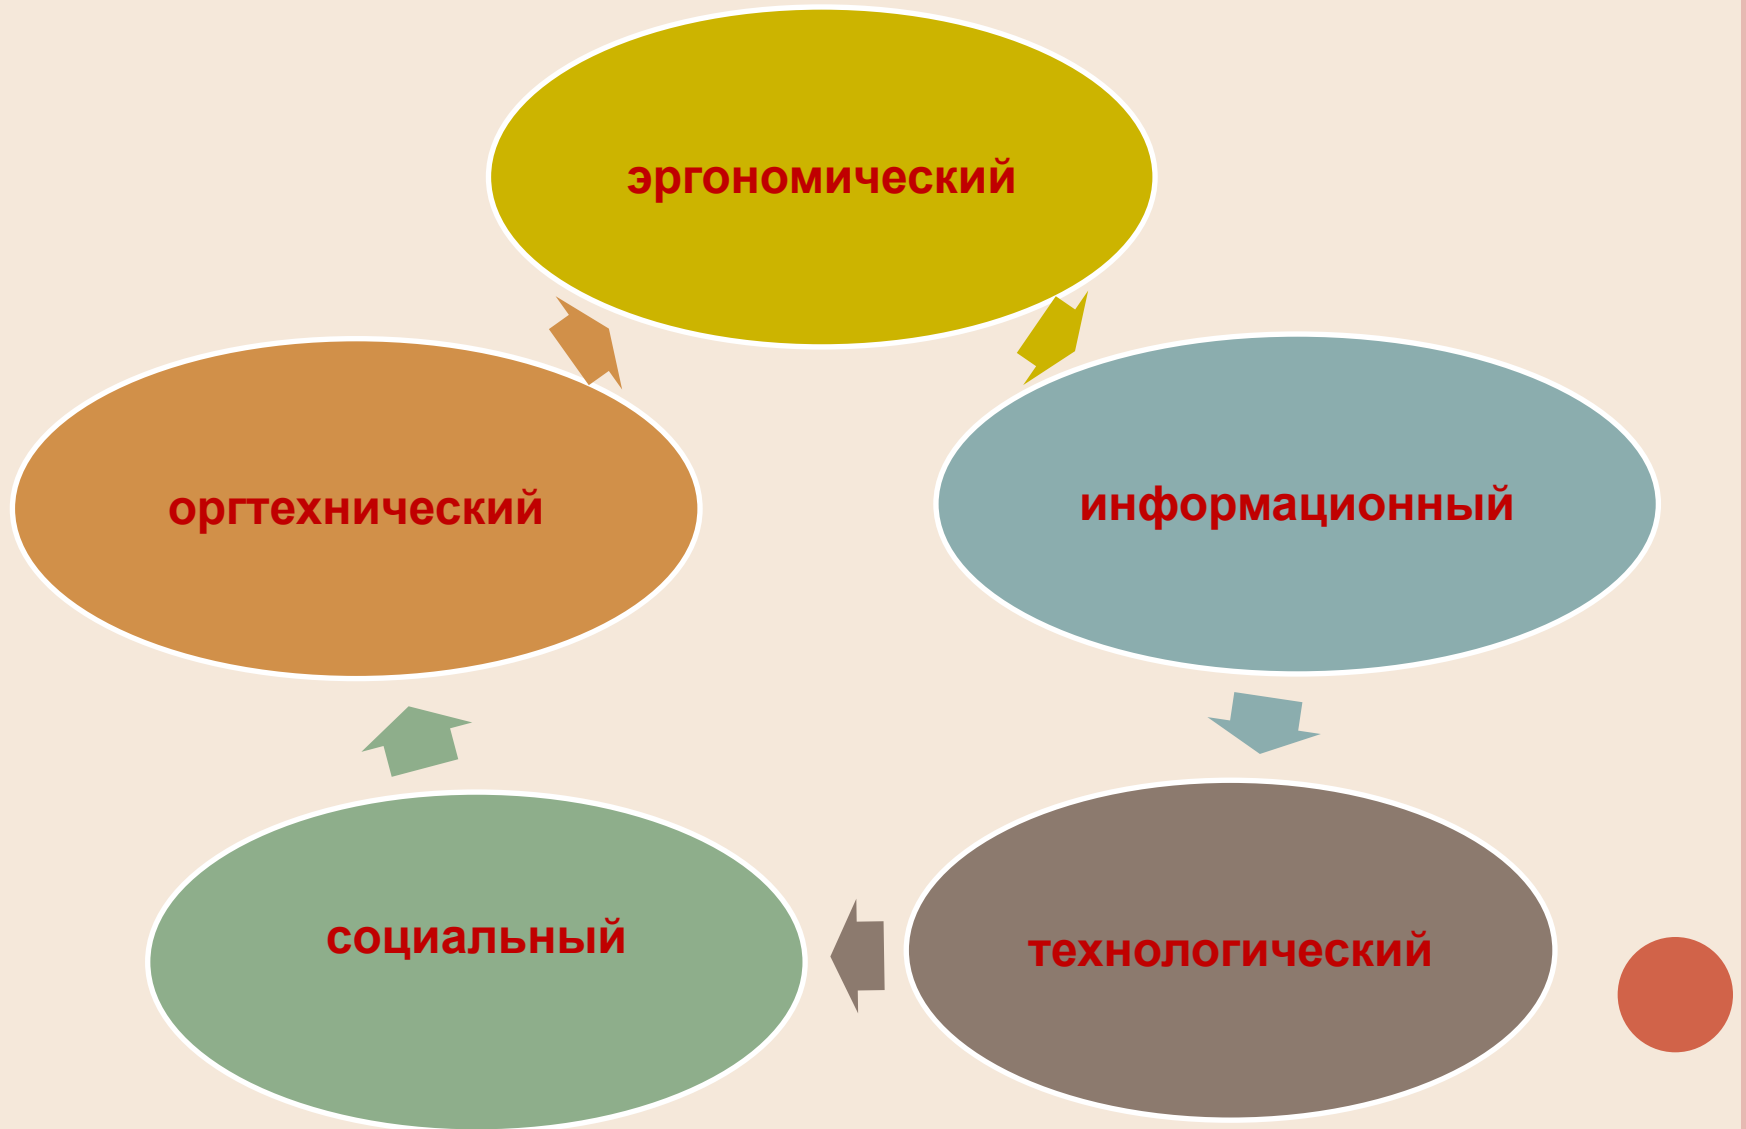 эргономический
оргтехнический
информационный
социальный
технологический